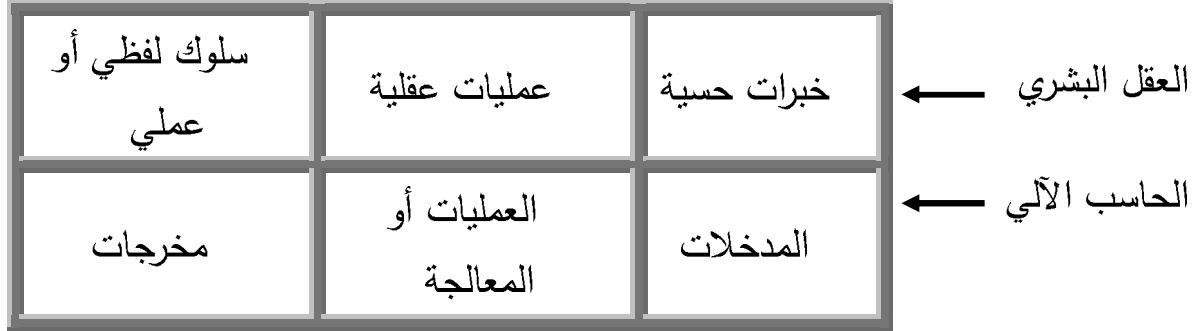 العقل البشري
خبرات حسية
عمليات عقلية
سلوك لفظي أو
عملي
الحاسب الآلي
المدخلات
العمليات أو
المعالجة
مخرجات